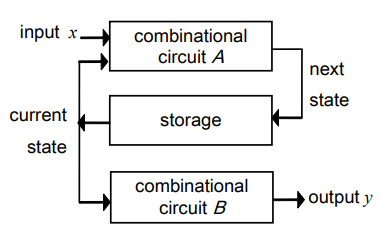 input x
combinational
circuit A
next
state
current
state
storage
combinational
circuit B
output y